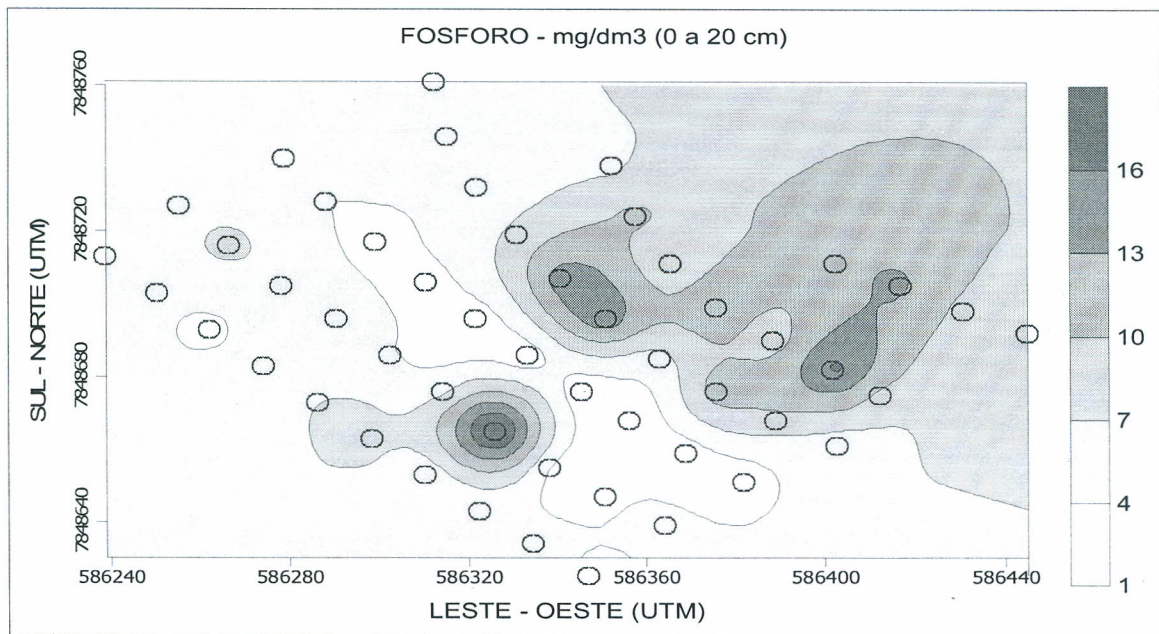 FOSFORO - mg/dm3 (0 a 20 cm)
7848760
7848720
7848680
7848640
SUL - NORTE (UTM)
16
13
10
7
4
1
586240 586280 586320 586360 586400 586440
LESTE - OESTE (UTM)